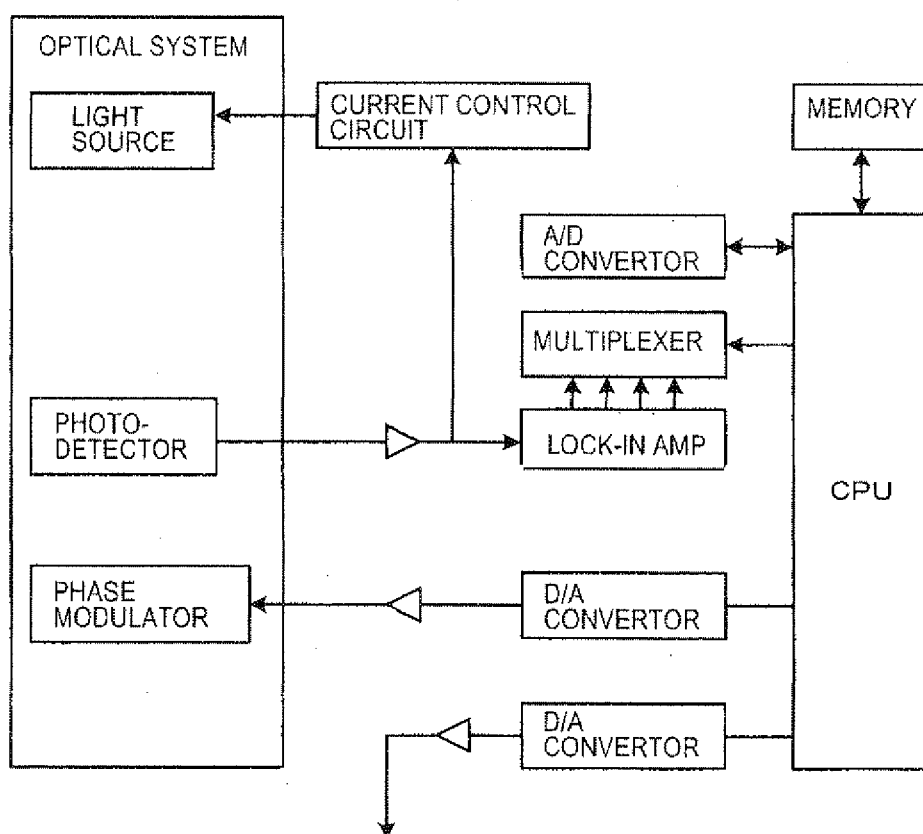 OPTICAL SYSTEM
LIGHT
SOURCE
CURRENT CONTROL
CIRCUIT
MEMORY
A/D
CONVERTOR
MULTIPLEXER
PHOTO-
DETECTOR
LOCK-IN AMP
CPU
PHASE
MODULATOR
D/A
CONVERTOR
D/A
CONVERTOR